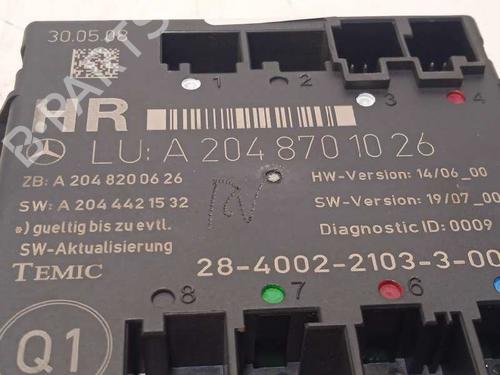 30.05.08
1
2
3
4
HR
LU: A 204 870 10 26
ZB: A 204 820 06 26
HW-Version: 14/06_00
SW: A 204 442 15 32
SW-Version: 19/07_00
*) gueltig bis zu evtl.
SW-Aktualisierung
Diagnostic ID: 0009
TEMIC
28-4002-2103-3-00
8
7
6
Q1
B-PARTS